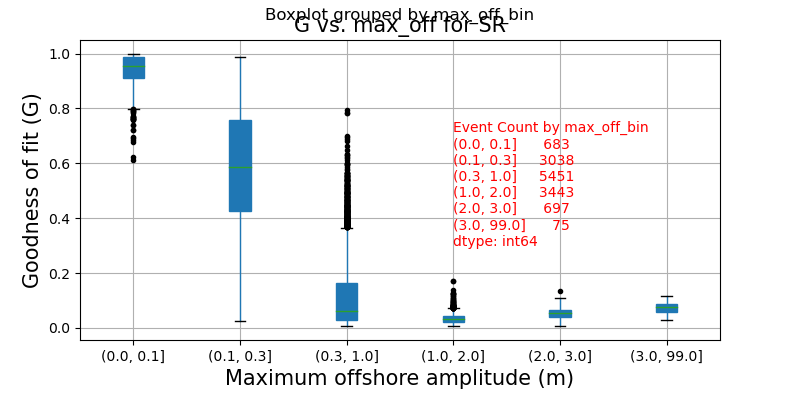 Boxplot grouped by max_off_bin
G vs. max_off for SR
Goodness of fit (G)
1.0
0.8
0.6
0.4
0.2
0.0
Event Count by max_off_bin
(0.0, 0.1] 683
(0.1, 0.3] 3038
(0.3, 1.0] 5451
(1.0, 2.0] 3443
(2.0, 3.0] 697
(3.0, 99.0] 75
dtype: int64
(0.0, 0.1] (0.1, 0.3] (0.3, 1.0] (1.0, 2.0] (2.0, 3.0] (3.0, 99.0]
Maximum offshore amplitude (m)